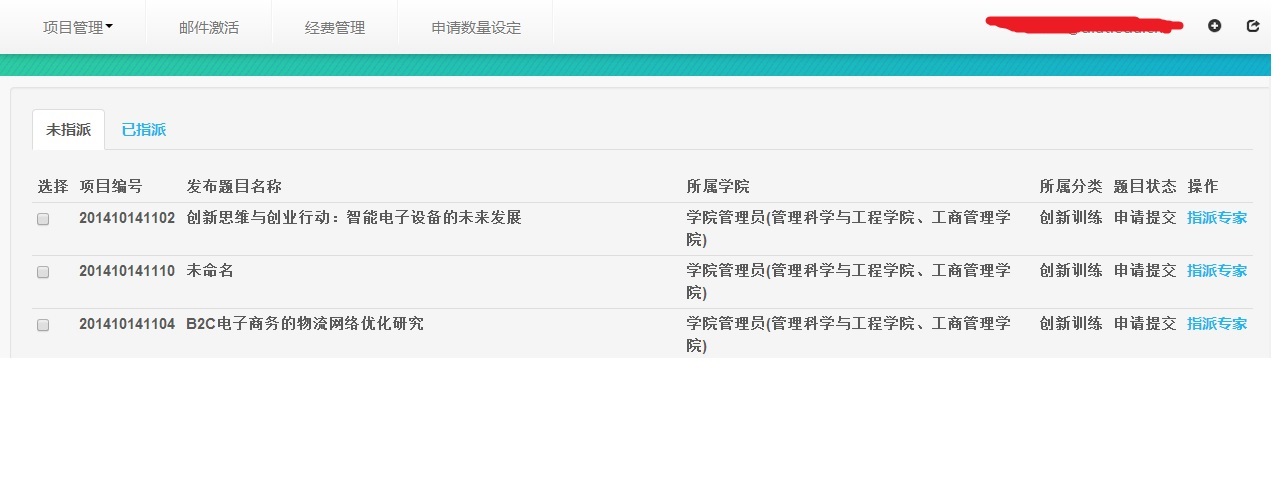 项目管理 邮件激活 经费管理 申请数量设定
未指派 已指派
选择 项目编号 发布题目名称 所属学院 所属分类 题目状态 操作
201410141102 创新思维与创业行动：智能电子设备的未来发展 学院管理员(管理科学与工程学院、工商管理学 创新训练 申请提交 指派专家
院)
201410141110 未命名 学院管理员(管理科学与工程学院、工商管理学 创新训练 申请提交 指派专家
院)
201410141104 B2C电子商务的物流网络优化研究 学院管理员(管理科学与工程学院、工商管理学 创新训练 申请提交 指派专家
院)